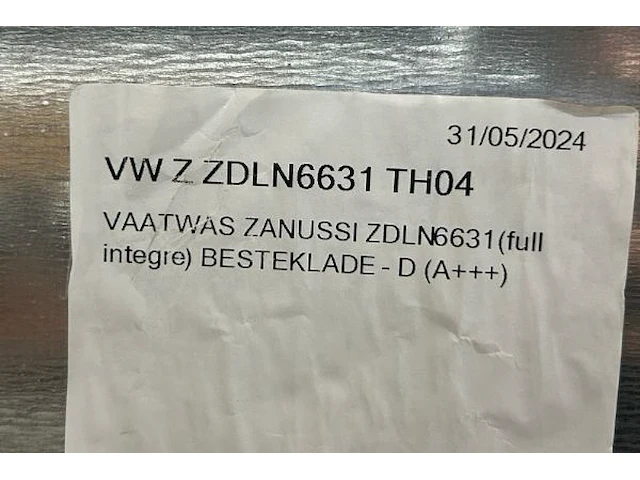 31/05/2024
VW Z ZDLN6631 TH04
VAATWAS ZANUSSI ZDLN6631(full
integre) BESTEKLADE - D (A+++)